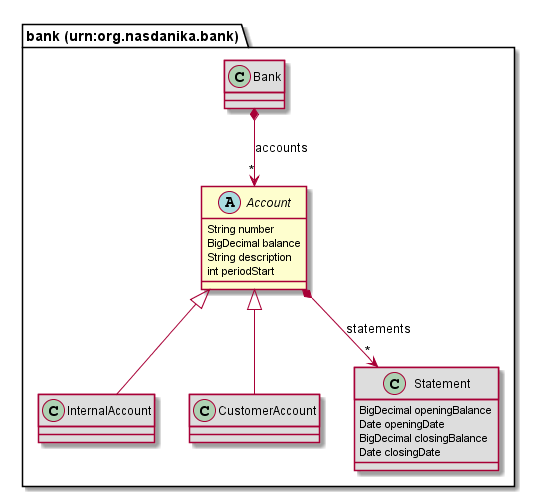 bank (urn:org.nasdanika.bank)
C Bank
accounts
*
A Account
String number
BigDecimal balance
String description
int periodStart
statements
*
C InternalAccount
C CustomerAccount
C Statement
BigDecimal openingBalance
Date openingDate
BigDecimal closingBalance
Date closingDate